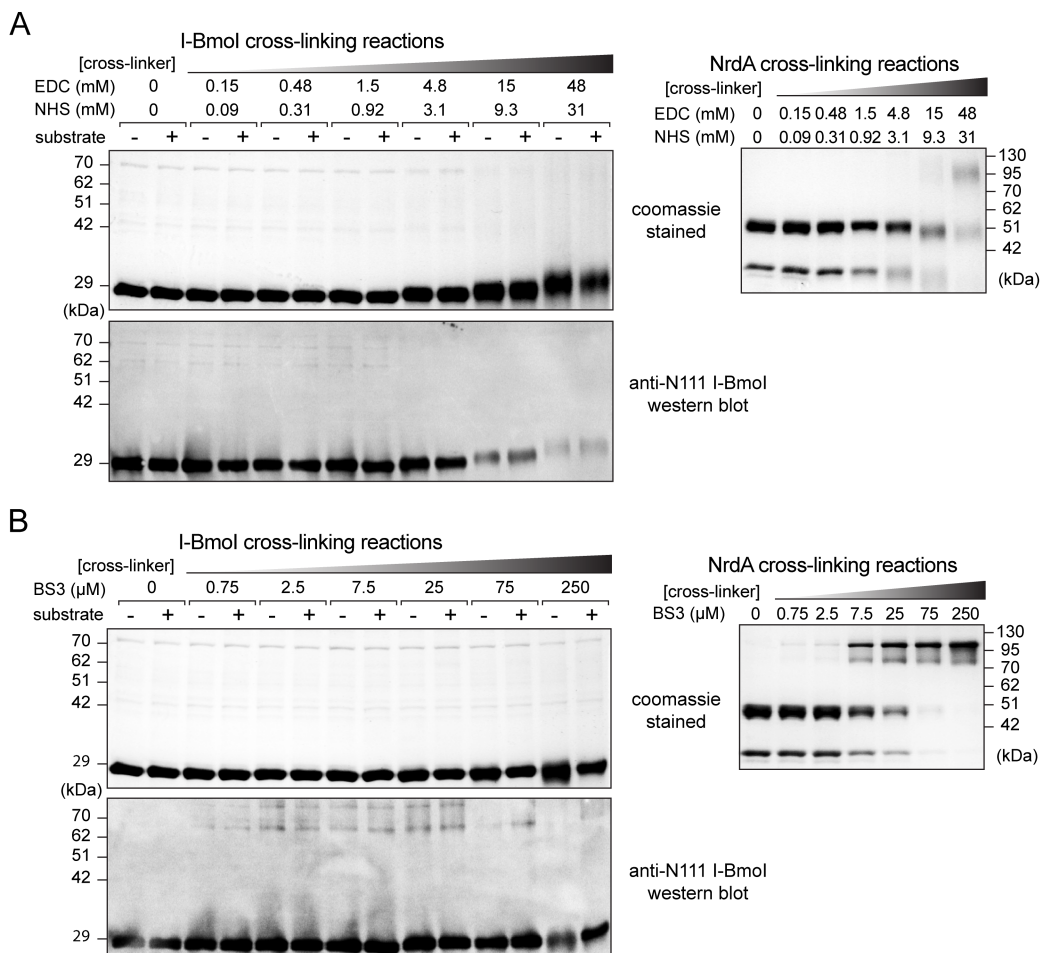 A
I-BmoI cross-linking reactions
[cross-linker]
EDC (mM) 0 0.15 0.48 1.5 4.8 15 48
NHS (mM) 0 0.09 0.31 0.92 3.1 9.3 31
substrate - + - + - + - + - + - + - +
70
62
51
42
29
(kDa)
70
62
51
42
29
NrdA cross-linking reactions
[cross-linker]
EDC (mM) 0 0.15 0.48 1.5 4.8 15 48
NHS (mM) 0 0.09 0.31 0.92 3.1 9.3 31
130
95
70
62
51
42
(kDa)
coomassie
stained
anti-N111 I-BmoI
western blot
B
I-BmoI cross-linking reactions
[cross-linker]
BS3 (µM) 0 0.75 2.5 7.5 25 75 250
substrate - + - + - + - + - + - + - +
70
62
51
42
29
(kDa)
70
62
51
42
29
NrdA cross-linking reactions
[cross-linker]
BS3 (µM) 0 0.75 2.5 7.5 25 75 250
130
95
70
62
51
42
(kDa)
coomassie
stained
anti-N111 I-BmoI
western blot